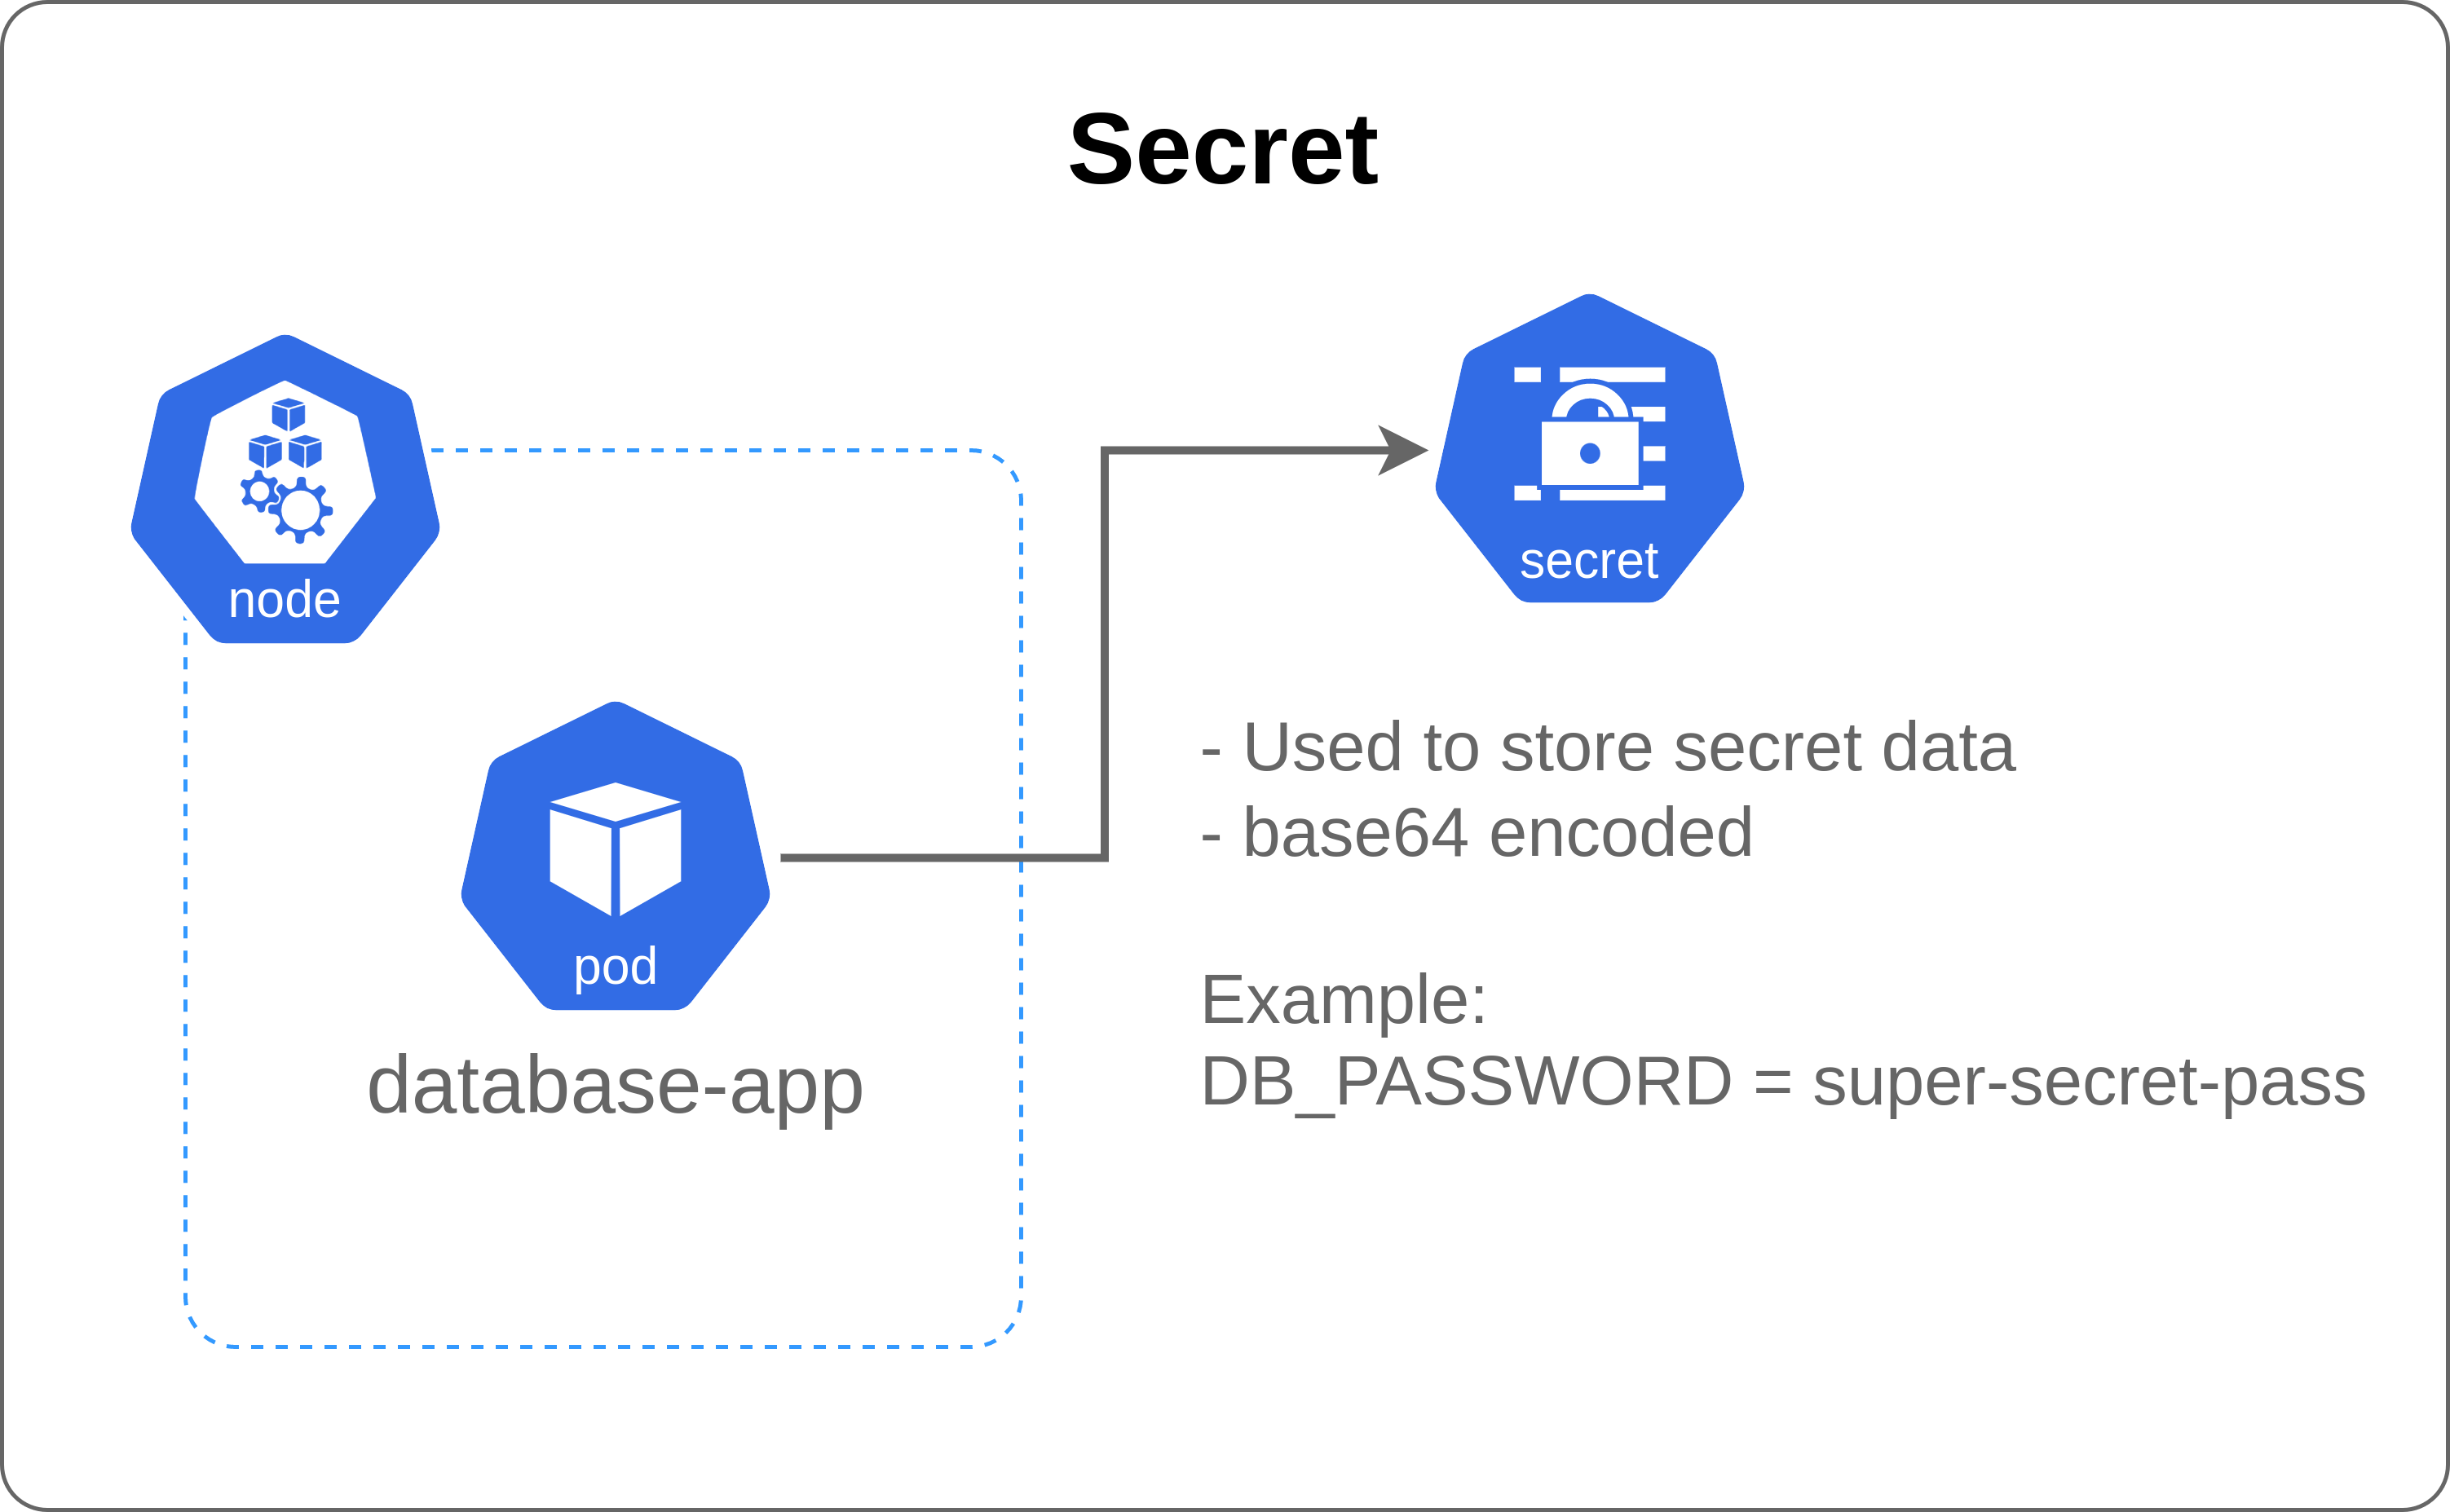 Secret
node
secret
pod
database-app
- Used to store secret data
- base64 encoded
Example:
DB_PASSWORD = super-secret-pass